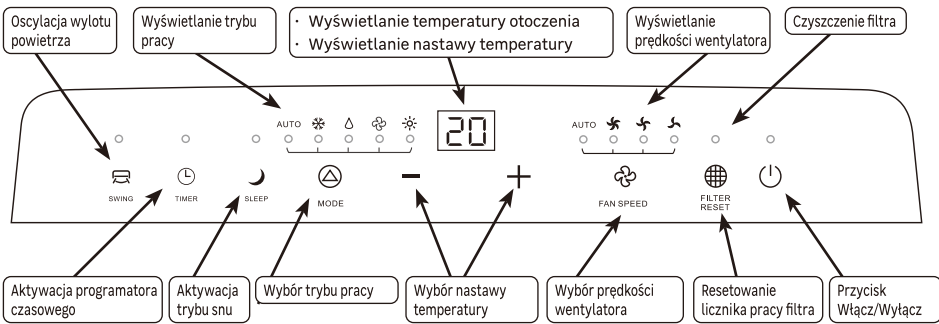 Oscylacja wylotu
powietrza
Wyświetlanie trybu
pracy
· Wyświetlanie temperatury otoczenia
· Wyświetlanie nastawy temperatury
Wyświetlanie
prędkości wentylatora
Czyszczenie filtra
AUTO
20
AUTO
SWING
TIMER
SLEEP
MODE
FAN SPEED
FILTER
RESET
Aktywacja programatora
czasowego
Aktywacja
trybu snu
Wybór trybu pracy
Wybór nastawy
temperatury
Wybór prędkości
wentylatora
Resetowanie
licznika pracy filtra
Przycisk
Włącz/Wyłącz